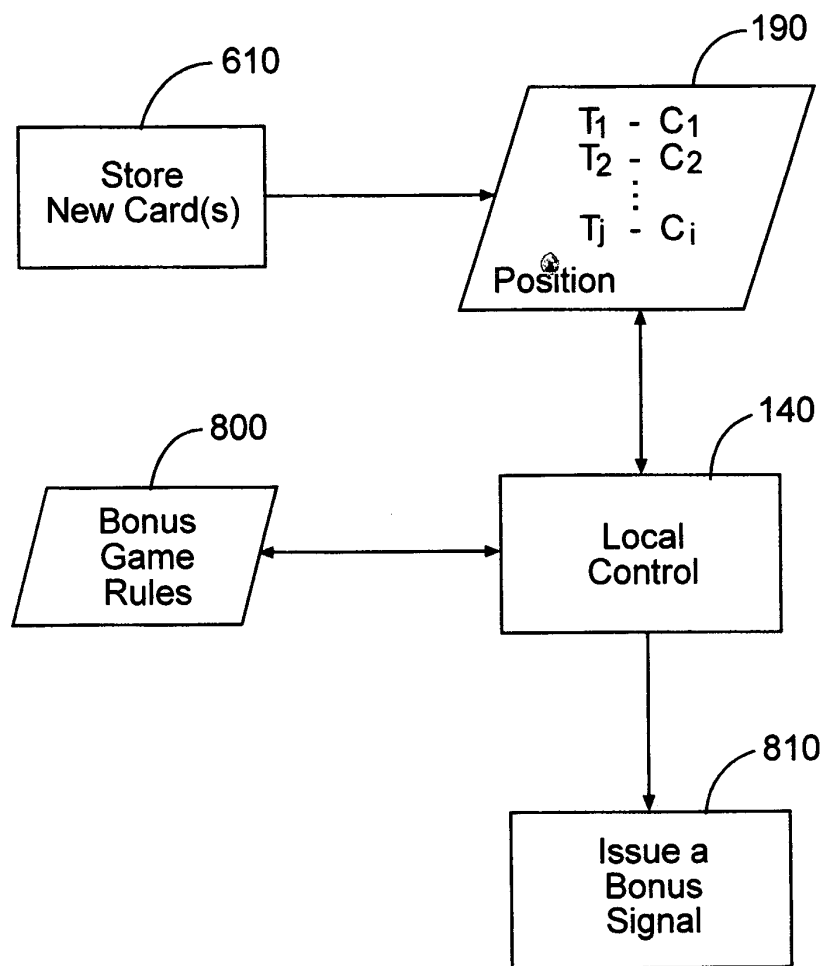 190
610
T1 - C1
T2 - C2
⋮
Tj - Ci
Position
Store
New Card(s)
800
140
Bonus
Game
Rules
Local
Control
810
Issue a
Bonus
Signal